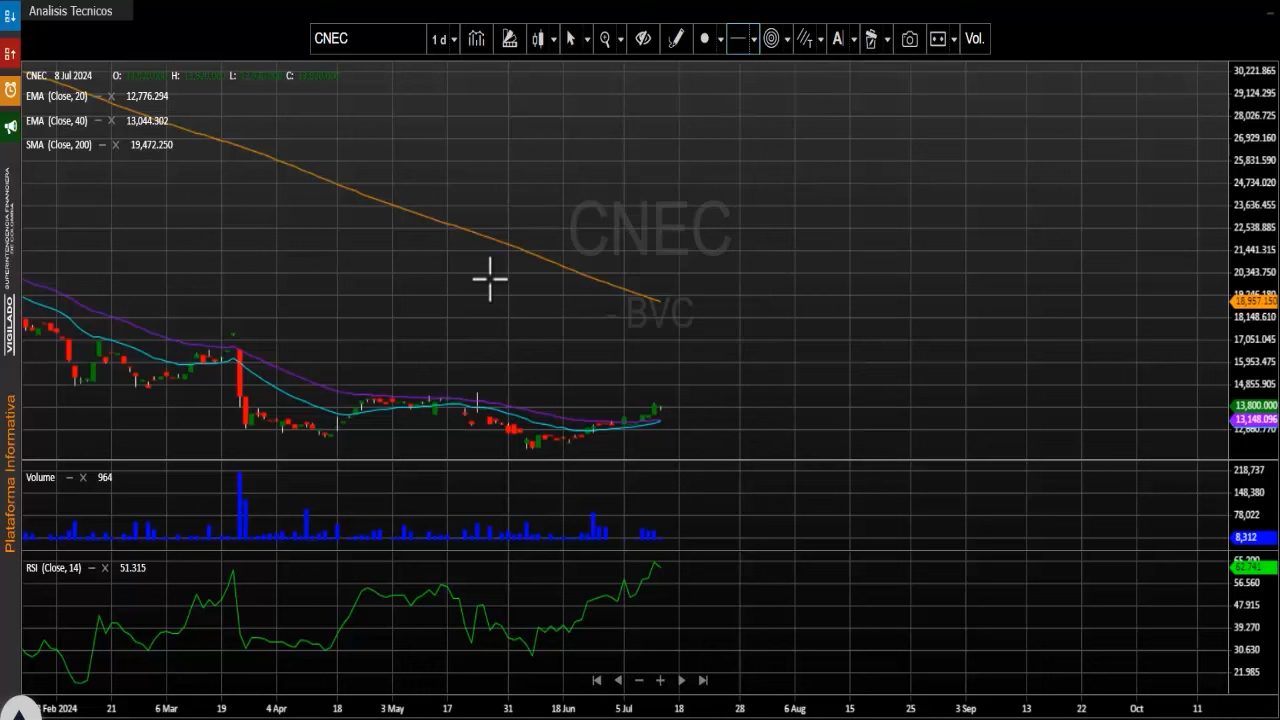 Analisis Tecnicos
CNEC
1 d
A
Vol.
CNEC 8 Jul 2024 O: H: L: C:
EMA (Close, 20) – X 12,776.294
EMA (Close, 40) – X 13,044.302
SMA (Close, 200) – X 19,472.250
CNEC
- BVC
30,221.865
29,124.295
28,026.725
26,929.160
25,831.590
24,734.020
23,636.455
22,538.885
21,441.315
20,343.750
18,957.150
18,148.610
17,051.045
15,953.475
14,855.905
13,800.000
13,148.096
Volume – X 964
218,737
148,380
78,022
8,312
RSI (Close, 14) – X 51.315
62.741
56.560
47.915
39.270
30.630
21.985
Feb 2024 21 6 Mar 19 4 Apr 18 3 May 31 18 Jun 5 Jul 18 28 6 Aug 15 25 3 Sep 13 22 Oct 11
SUPERINTENDENCIA FINANCIERA
DE COLOMBIA
VIGILADO
Plataforma Informativa